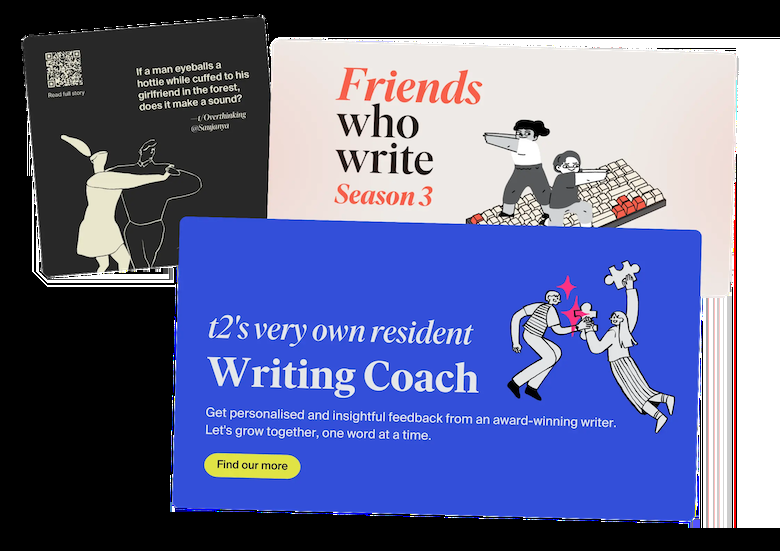 Read full story
If a man eyeballs a
hottie while cuffed to his
girlfriend in the forest,
does it make a sound?
—t/Overthinking
@Sanjanya
Friends
who
write
Season 3
t2's very own resident
Writing Coach
Get personalised and insightful feedback from an award-winning writer.
Let's grow together, one word at a time.
Find our more